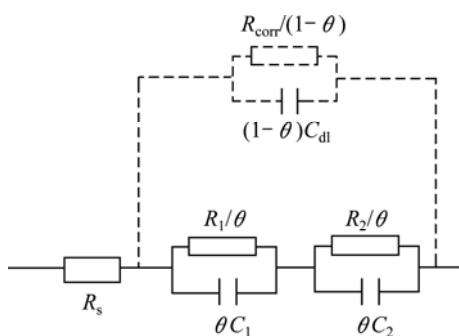 R_corr/(1-θ)
(1-θ)C_dl
R_1/θ R_2/θ
R_s
θC_1 θC_2